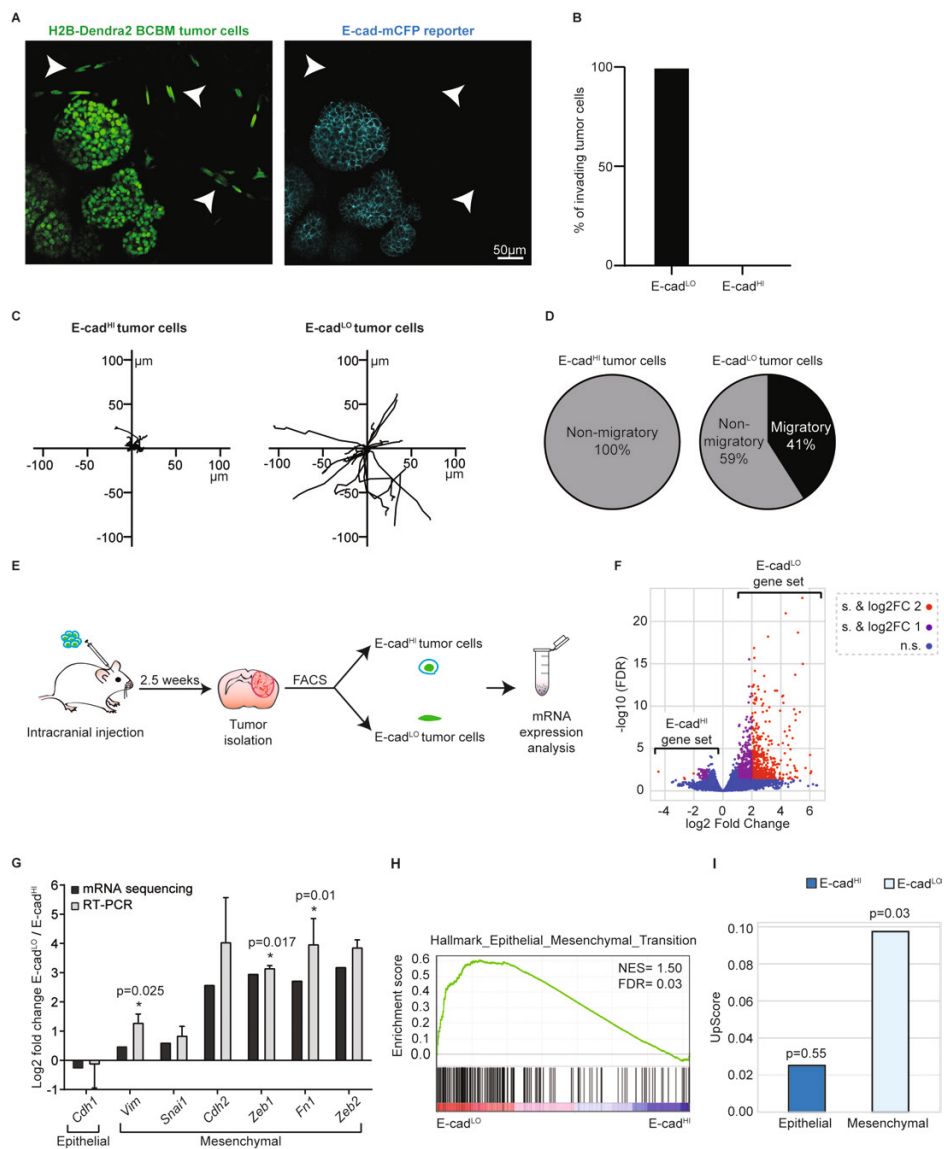 A
H2B-Dendra2 BCBM tumor cells
E-cad-mCFP reporter
50µm
B
% of invading tumor cells
100
50
0
E-cadLO
E-cadHI
C
E-cadHI tumor cells
E-cadLO tumor cells
100
µm
50
-100
-50
50
100
µm
-50
-100
100
µm
50
-100
-50
50
100
µm
-50
-100
D
E-cadHI tumor cells
E-cadLO tumor cells
Non-migratory
100%
Non-
migratory
59%
Migratory
41%
E
Intracranial injection
2.5 weeks
Tumor
isolation
FACS
E-cadHI tumor cells
E-cadLO tumor cells
mRNA
expression
analysis
F
E-cadLO
gene set
s. & log2FC 2
s. & log2FC 1
n.s.
E-cadHI
gene set
-log10 (FDR)
20
15
10
5
0
-4
-2
0
2
4
6
log2 Fold Change
G
mRNA sequencing
RT-PCR
Log2 fold change E-cadLO / E-cadHI
6
5
4
3
2
1
0
-1
p=0.025
*
p=0.017
*
p=0.01
*
Cdh1
Vim
Snai1
Cdh2
Zeb1
Fn1
Zeb2
Epithelial
Mesenchymal
H
Hallmark_Epithelial_Mesenchymal_Transition
NES= 1.50
FDR= 0.03
Enrichment score
0.6
0.5
0.4
0.3
0.2
0.1
0.0
E-cadLO
E-cadHI
I
E-cadHI
E-cadLO
p=0.03
p=0.55
UpScore
0.10
0.08
0.06
0.04
0.02
0.00
Epithelial
Mesenchymal